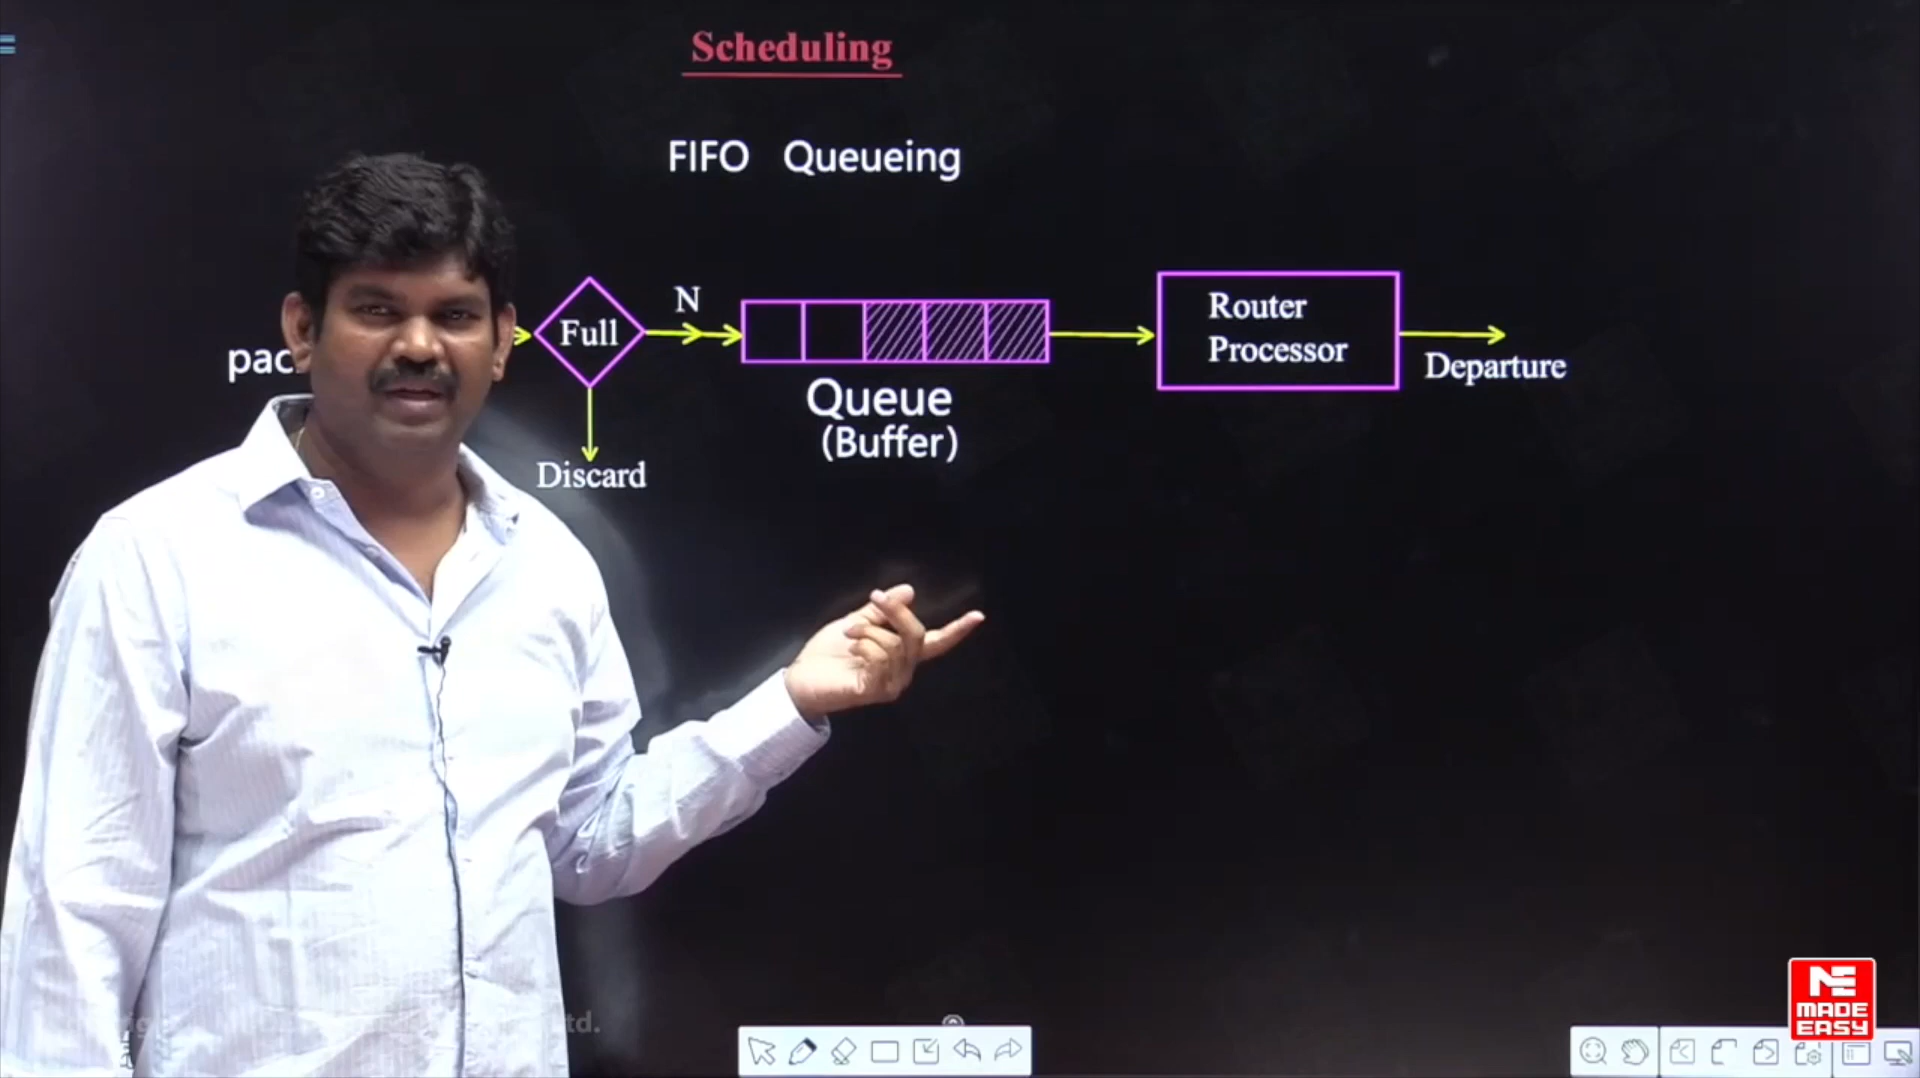 Scheduling
FIFO Queueing
pac
Full
N
Discard
Queue
(Buffer)
Router
Processor
Departure
MADE
EASY